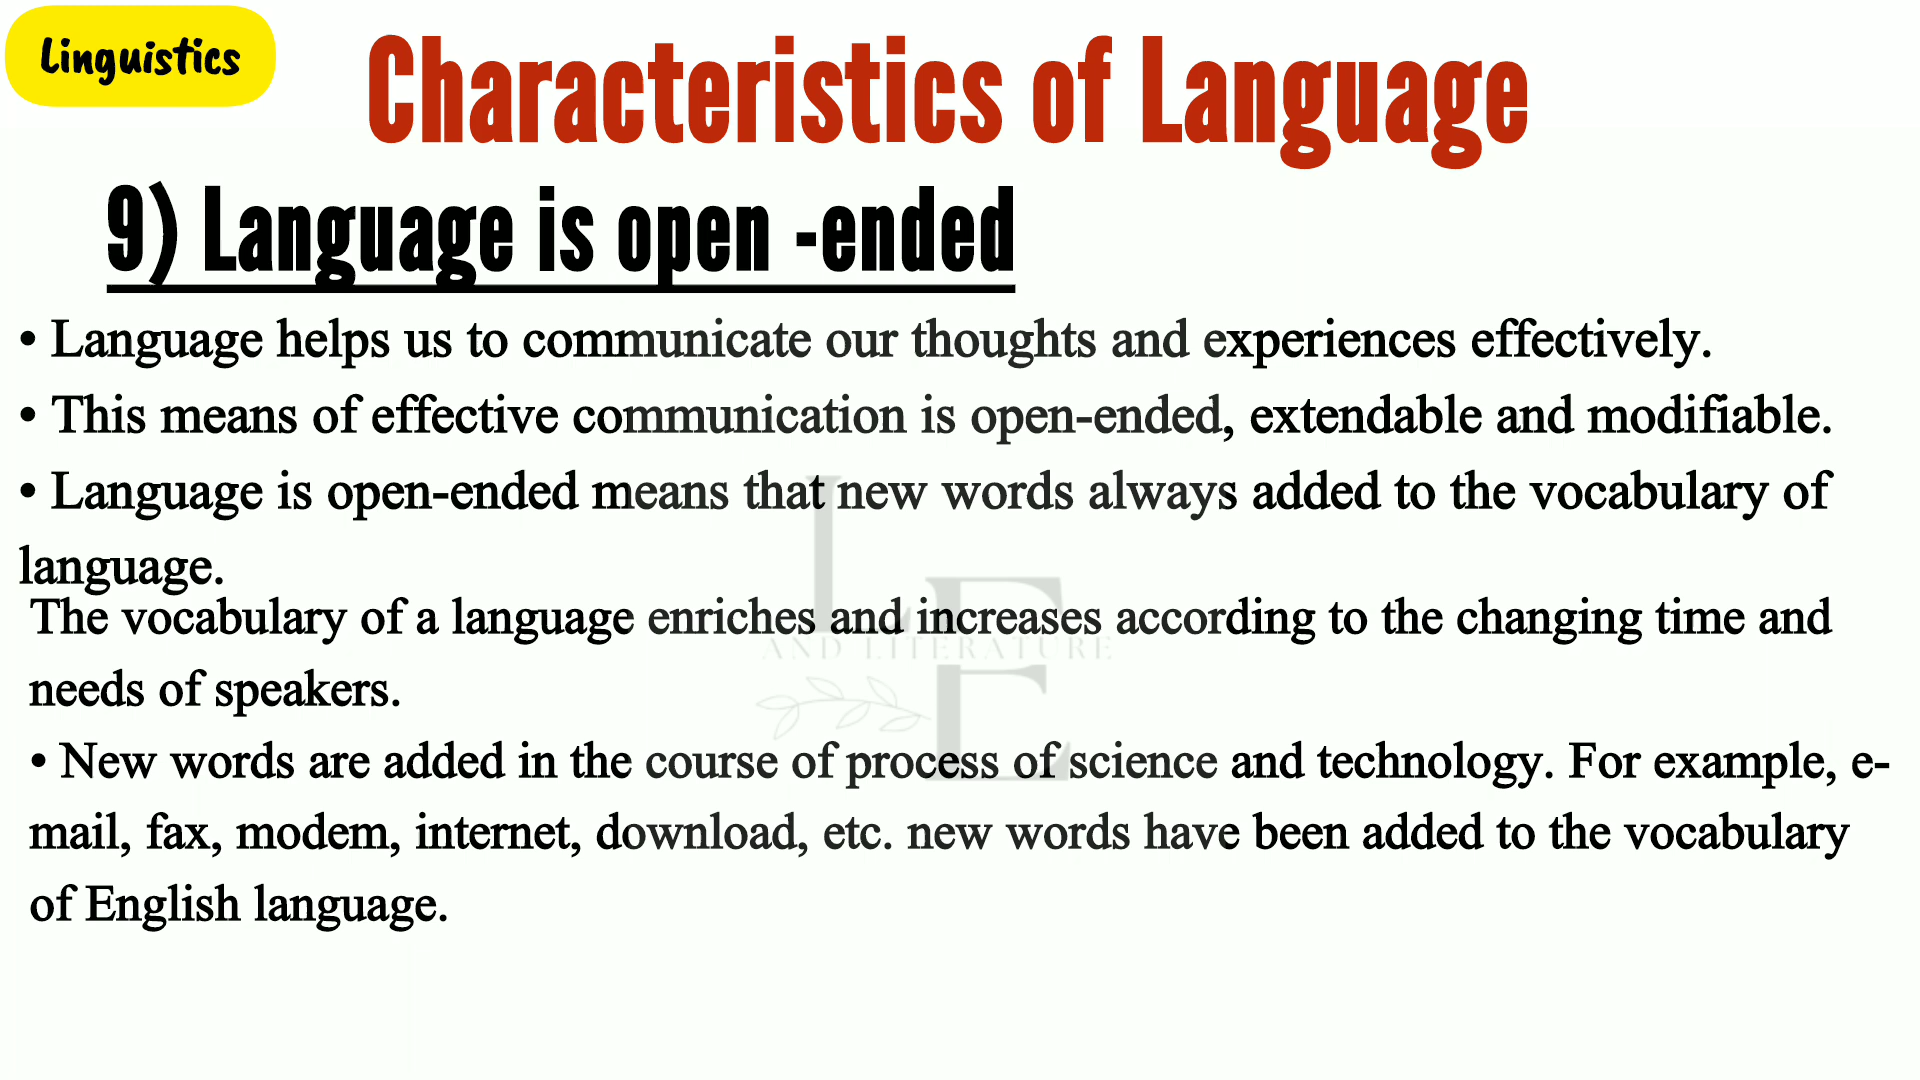 Linguistics
Characteristics of Language
9) Language is open -ended
• Language helps us to communicate our thoughts and experiences effectively.
• This means of effective communication is open-ended, extendable and modifiable.
• Language is open-ended means that new words always added to the vocabulary of
language.
The vocabulary of a language enriches and increases according to the changing time and
AND LITERATURE
needs of speakers.
• New words are added in the course of process of science and technology. For example, e-
mail, fax, modem, internet, download, etc. new words have been added to the vocabulary
of English language.
L
E